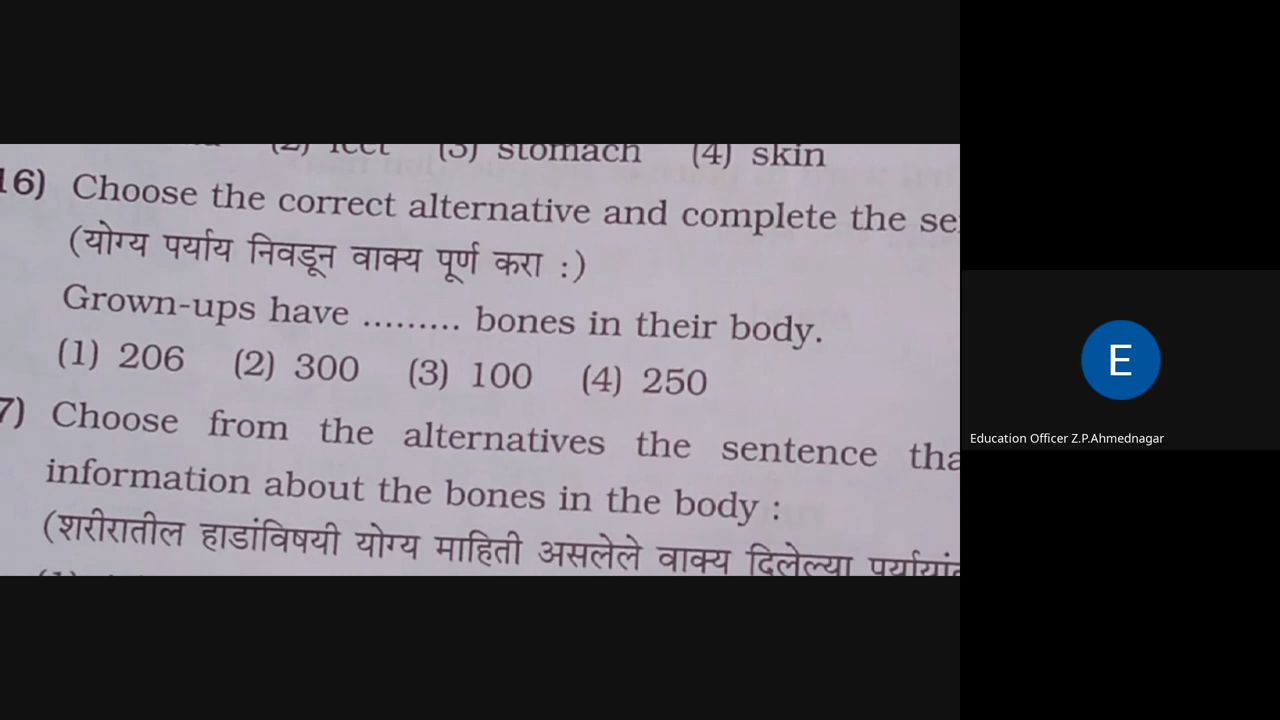 (2) feet (3) stomach (4) skin
16) Choose the correct alternative and complete the
(योग्य पर्याय निवडून वाक्य पूर्ण करा :)
Grown-ups have ......... bones in their body.
(1) 206 (2) 300 (3) 100 (4) 250
7) Choose from the alternatives the sentence
information about the bones in the body :
(शरीरातील हाडांविषयी योग्य माहिती असलेले वाक्य दिलेल्या
E
Education Officer Z.P.Ahmednagar